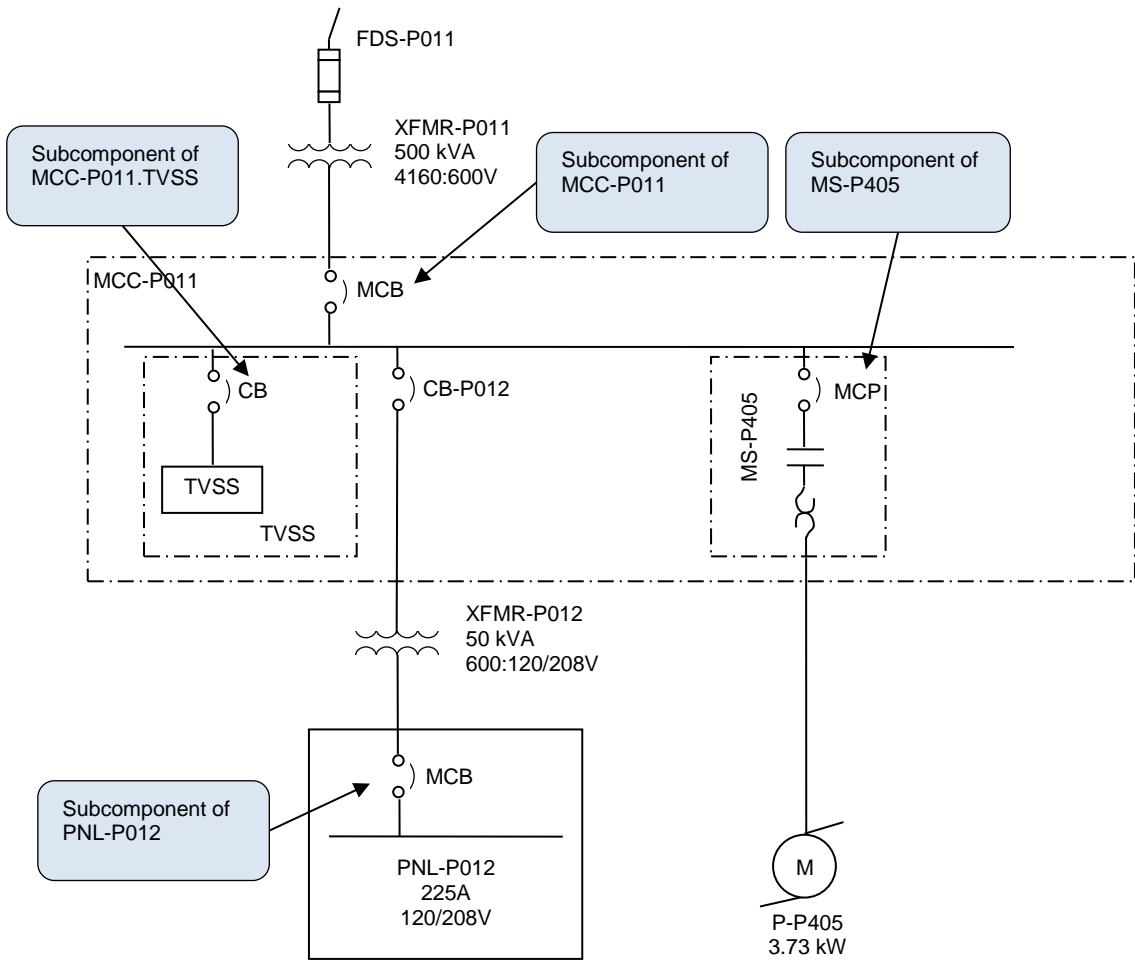 FDS-P011
XFMR-P011
500 kVA
4160:600V
Subcomponent of
MCC-P011.TVSS
Subcomponent of
MCC-P011
Subcomponent of
MS-P405
MCC-P011
MCB
CB
CB-P012
MCP
MS-P405
TVSS
TVSS
XFMR-P012
50 kVA
600:120/208V
MCB
Subcomponent of
PNL-P012
PNL-P012
225A
120/208V
M
P-P405
3.73 kW